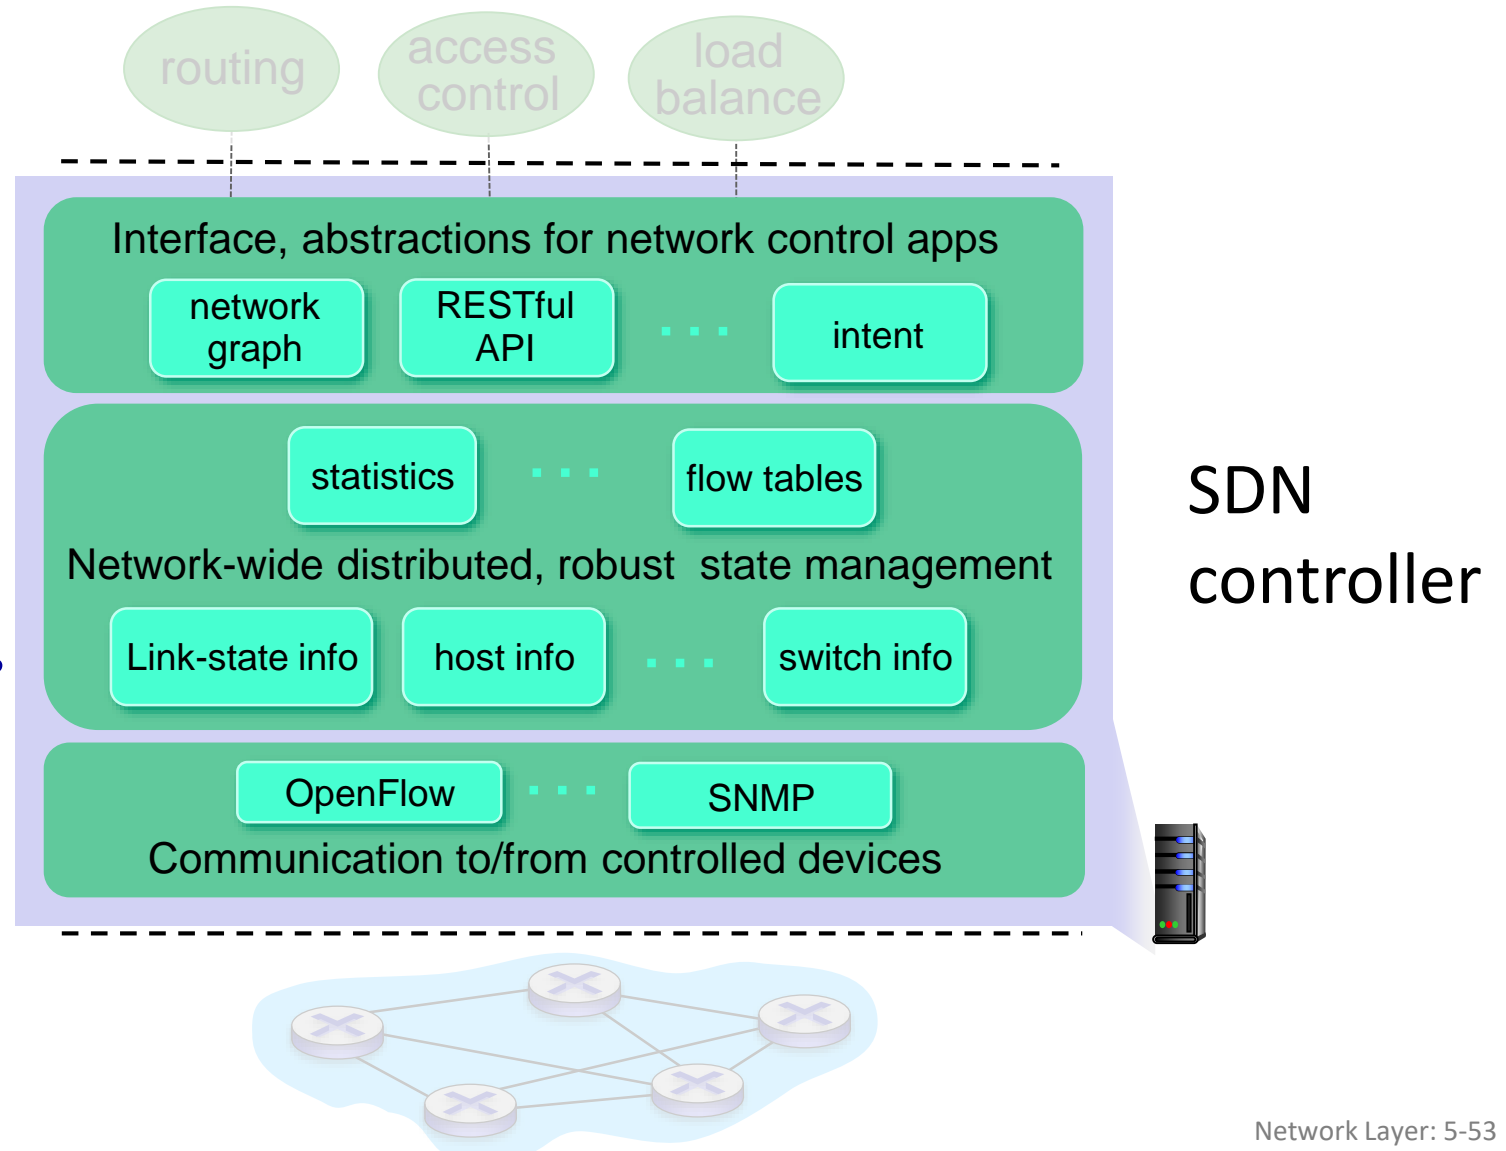 routing
access
control
load
balance
Interface, abstractions for network control apps
network
graph
RESTful
API
. . .
intent
statistics
. . .
flow tables
Network-wide distributed, robust  state management
Link-state info
host info
. . .
switch info
OpenFlow
. . .
SNMP
Communication to/from controlled devices
SDN
controller
Network Layer: 5-53